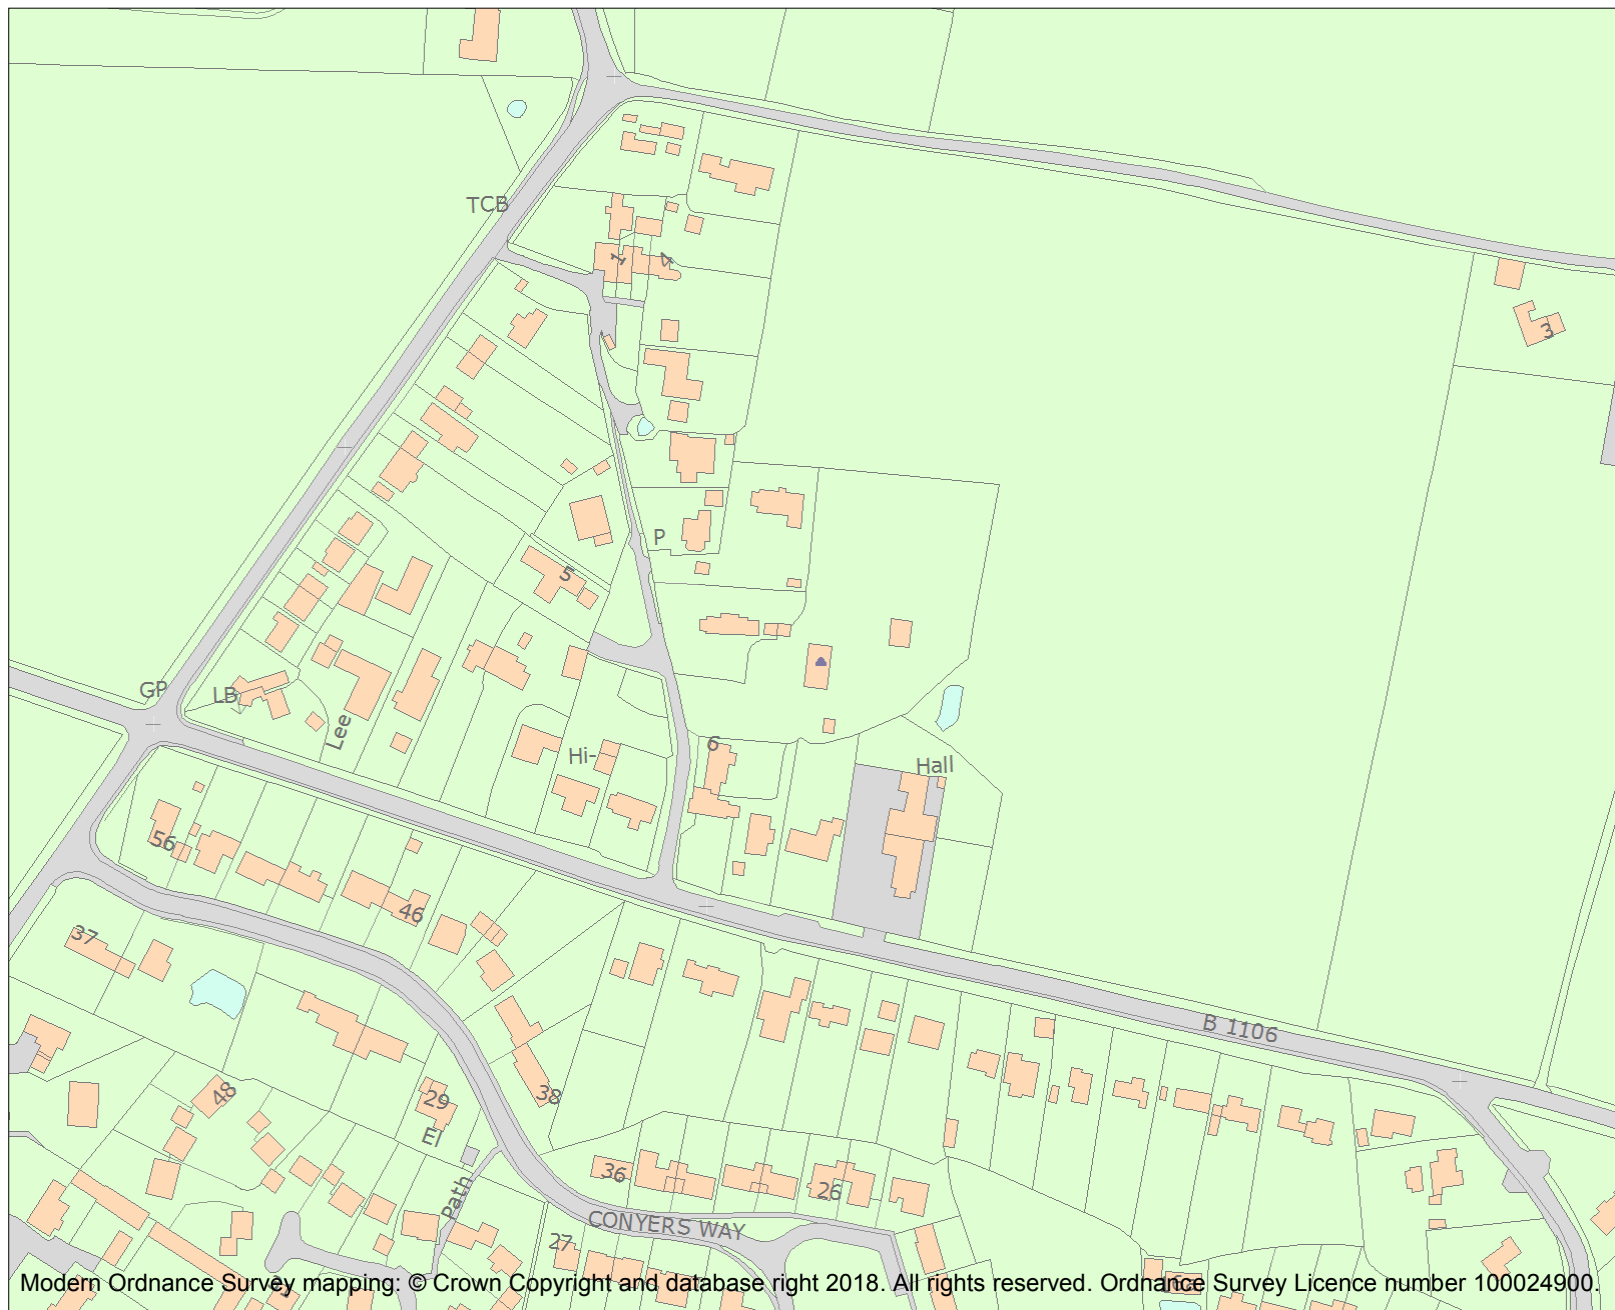 TCB
1
4
3
P
5
GP
LB
Lee
Hi-
6
Hall
56
46
37
B 1106
48
29
El
38
Path
36
26
CONYERS WAY
27
Modern Ordnance Survey mapping: © Crown Copyright and database right 2018. All rights reserved. Ordnance Survey Licence number 100024900.